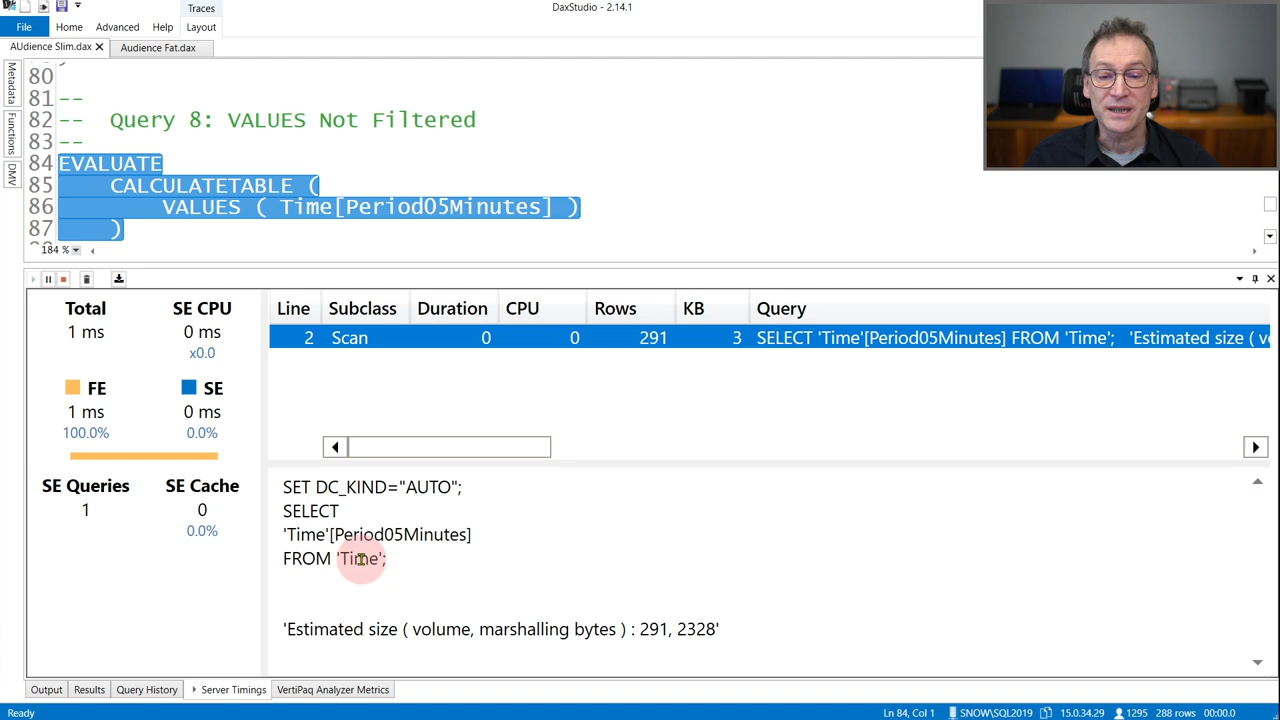 Traces
DaxStudio - 2.14.1
File
Home
Advanced
Help
Layout
AUdience Slim.dax
Audience Fat.dax
Metadata
Functions
DMV
80
81 --
82 -- Query 8: VALUES Not Filtered
83 --
84 EVALUATE
85 CALCULATETABLE (
86 VALUES ( Time[Period05Minutes] )
87 )
184 %
Total
SE CPU
1 ms
0 ms
x0.0
FE
SE
1 ms
0 ms
100.0%
0.0%
SE Queries
SE Cache
1
0
0.0%
Line Subclass Duration CPU Rows KB Query
2 Scan 0 0 291 3 SELECT 'Time'[Period05Minutes] FROM 'Time'; 'Estimated size (
SET DC_KIND="AUTO";
SELECT
'Time'[Period05Minutes]
FROM 'Time';
'Estimated size ( volume, marshalling bytes ) : 291, 2328'
Output
Results
Query History
Server Timings
VertiPaq Analyzer Metrics
Ready
Ln 84, Col 1
SNOW\SQL2019
15.0.34.29
1295
288 rows
00:00.0